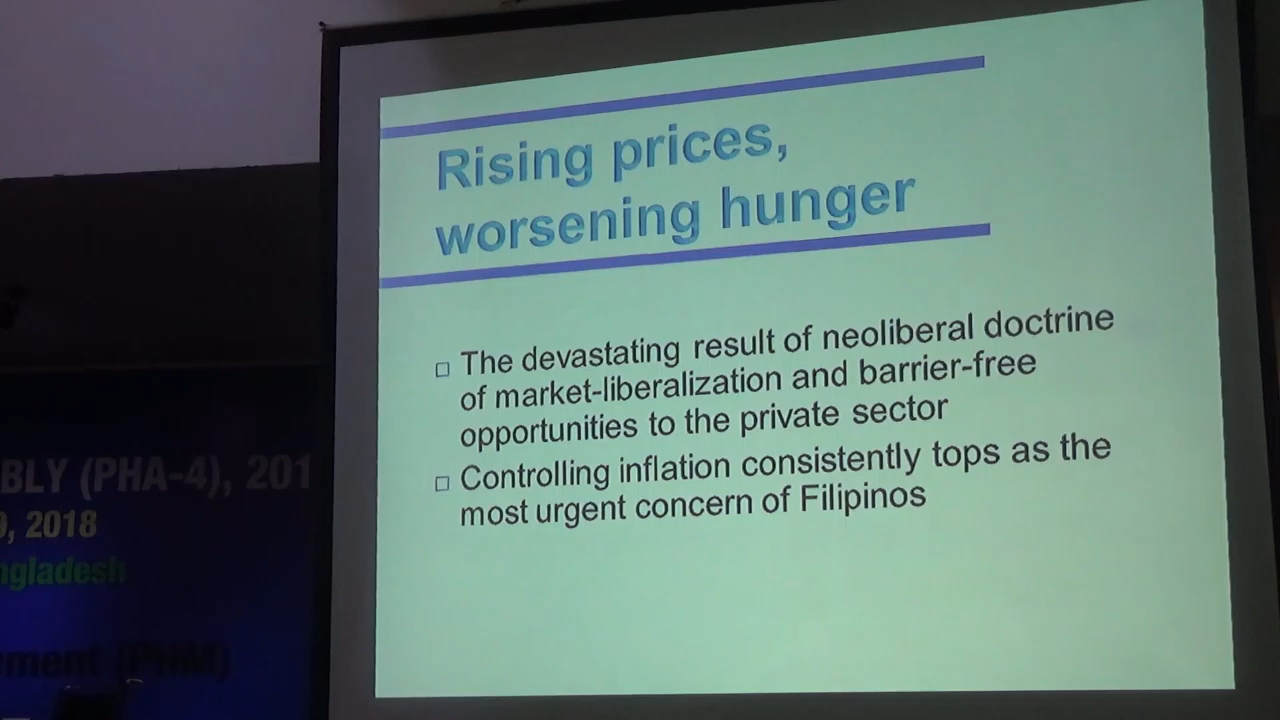 Rising prices,
worsening hunger
□ The devastating result of neoliberal doctrine
of market-liberalization and barrier-free
opportunities to the private sector
□ Controlling inflation consistently tops as the
most urgent concern of Filipinos
BLY (PHA-4), 201
9, 2018
ngladesh
ment (PHM)